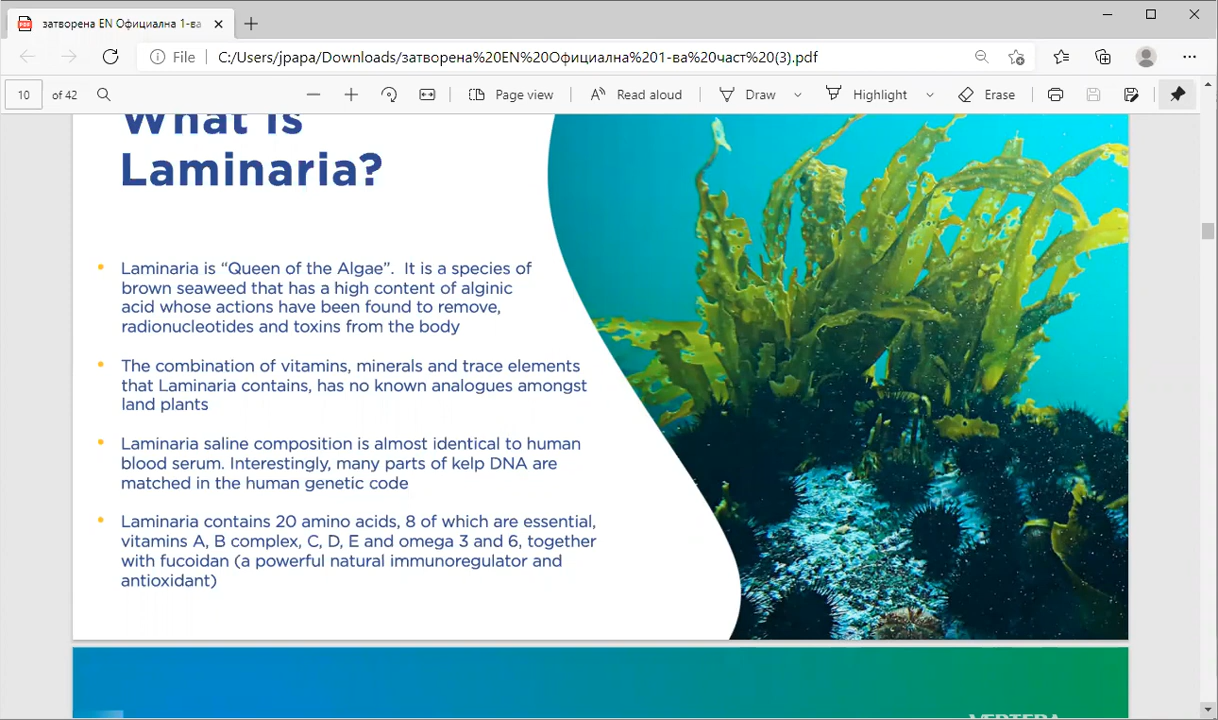 затворена EN Официална 1-ва
File
C:/Users/jpapa/Downloads/затворена%20EN%20Официална%201-ва%20част%20(3).pdf
10 of 42
Page view
Read aloud
Draw
Highlight
Erase
What is
Laminaria?
• Laminaria is “Queen of the Algae”. It is a species of
brown seaweed that has a high content of alginic
acid whose actions have been found to remove,
radionucleotides and toxins from the body
• The combination of vitamins, minerals and trace elements
that Laminaria contains, has no known analogues amongst
land plants
• Laminaria saline composition is almost identical to human
blood serum. Interestingly, many parts of kelp DNA are
matched in the human genetic code
• Laminaria contains 20 amino acids, 8 of which are essential,
vitamins A, B complex, C, D, E and omega 3 and 6, together
with fucoidan (a powerful natural immunoregulator and
antioxidant)